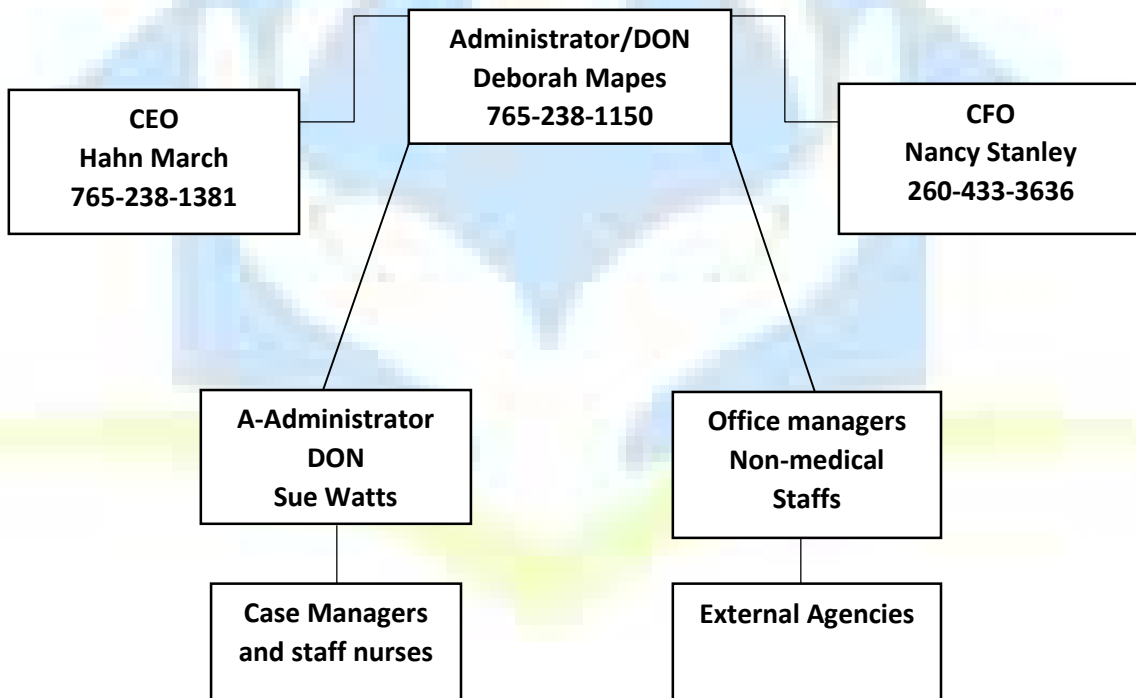 Administrator/DON
Deborah Mapes
765-238-1150
CEO
Hahn March
765-238-1381
CFO
Nancy Stanley
260-433-3636
A-Administrator
DON
Sue Watts
Office managers
Non-medical
Staffs
Case Managers
and staff nurses
External Agencies